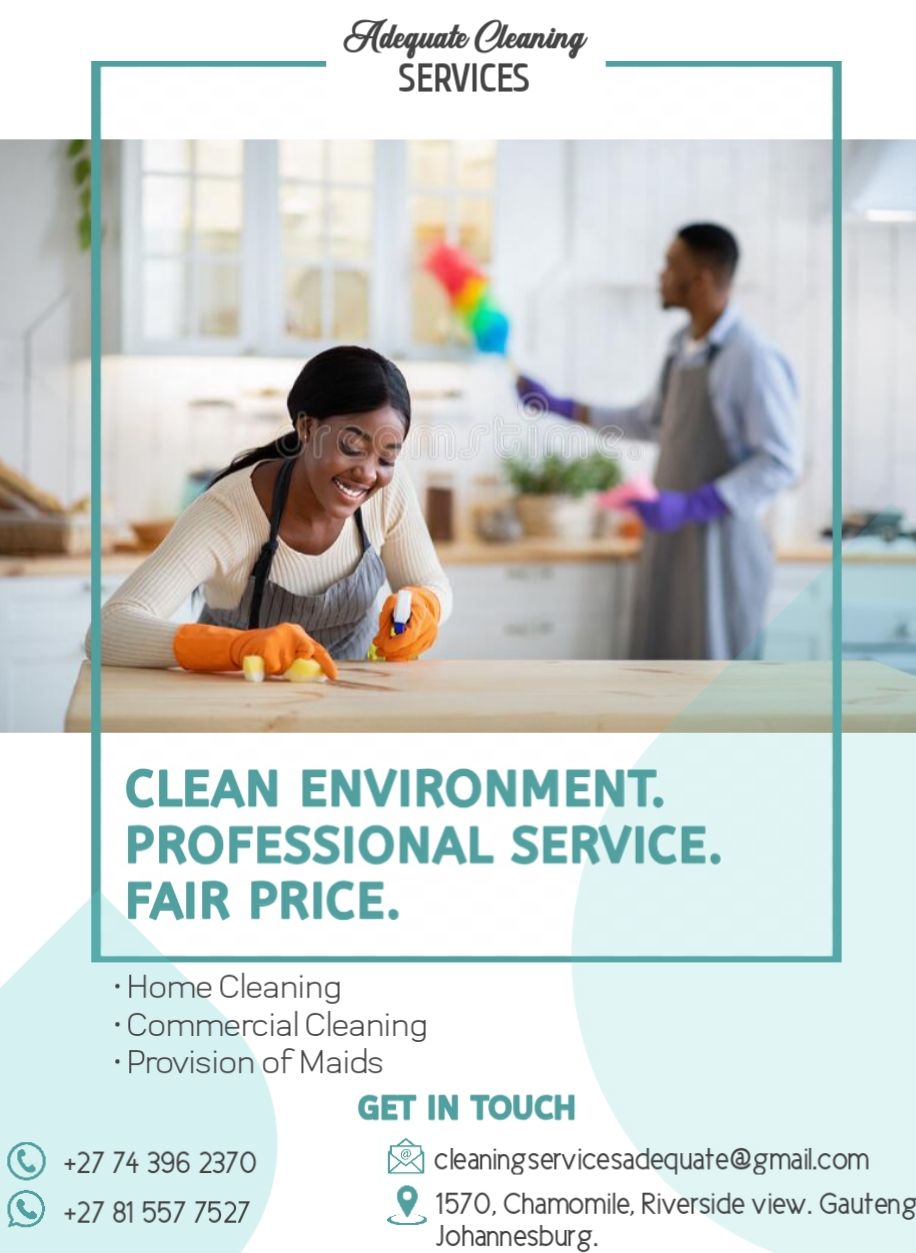 Adequate Cleaning
SERVICES
dreamstime.
CLEAN ENVIRONMENT.
PROFESSIONAL SERVICE.
FAIR PRICE.
· Home Cleaning
· Commercial Cleaning
· Provision of Maids
GET IN TOUCH
+27 74 396 2370
+27 81 557 7527
cleaningservicesadequate@gmail.com
1570, Chamomile, Riverside view. Gauteng
Johannesburg.